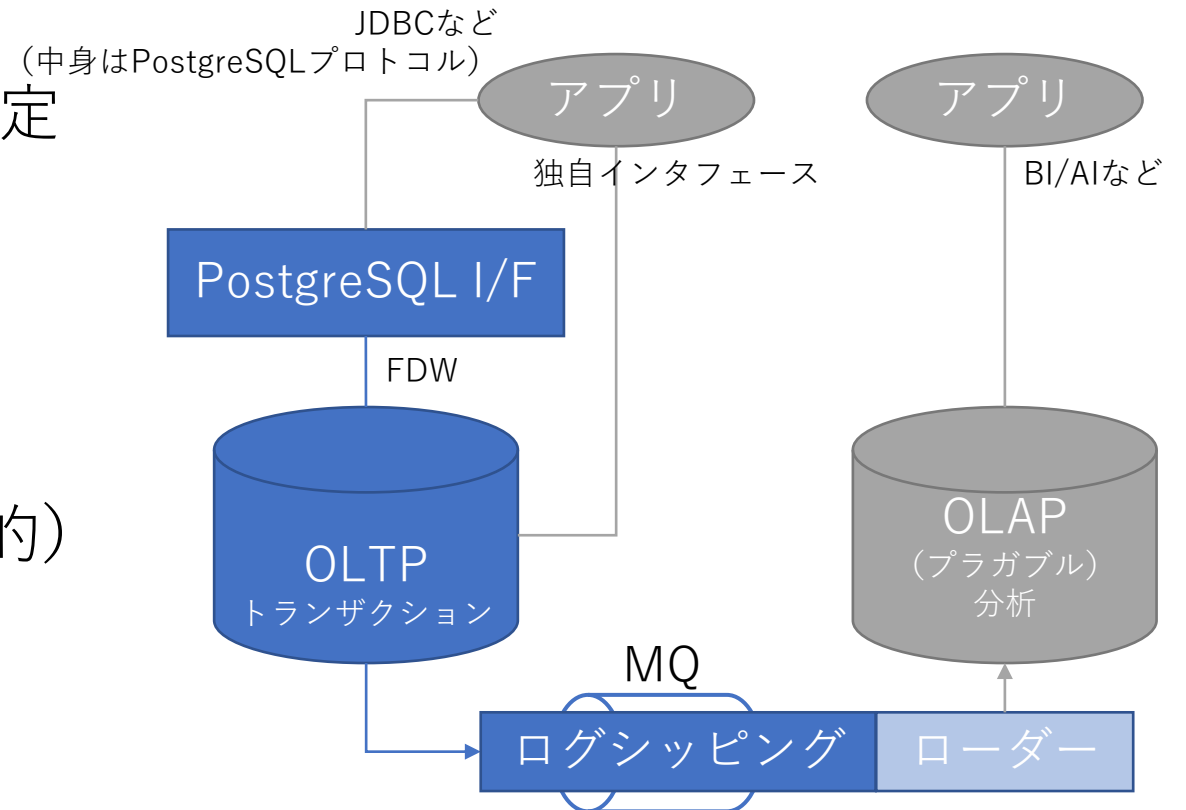 JDBCなど
（中身はPostgreSQLプロトコル）
定
アプリ
アプリ
独自インタフェース
BI/AIなど
PostgreSQL I/F
FDW
的）
OLTP
トランザクション
OLAP
（プラガブル）
分析
MQ
ログシッピング
ローダー